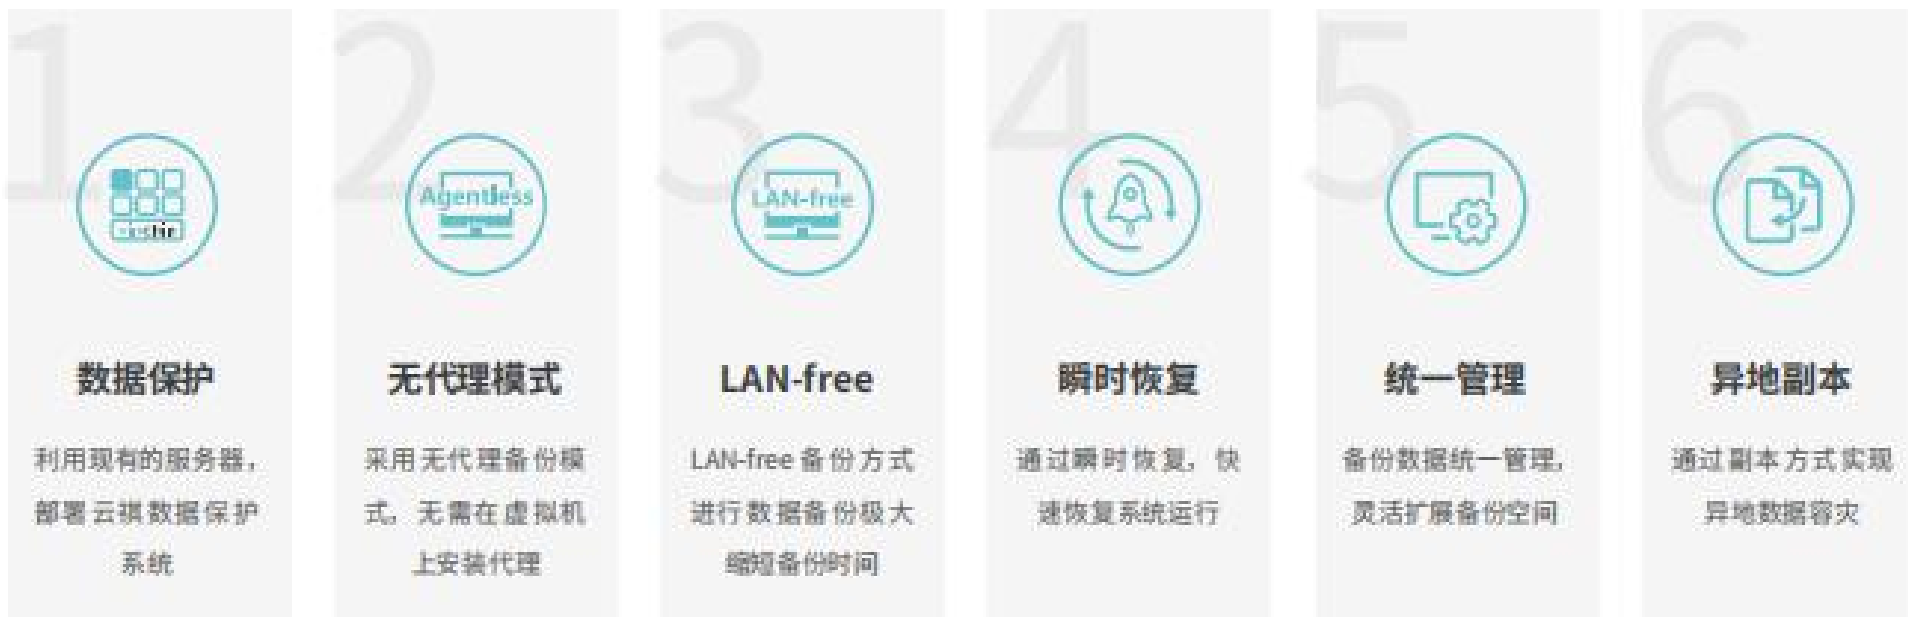 1
数据保护
利用现有的服务器，
部署云祺数据保护
系统
2
Agentless
无代理模式
采用无代理备份模
式，无需在虚拟机
上安装代理
3
LAN-free
LAN-free
LAN-free 备份方式
进行数据备份极大
缩短备份时间
4
瞬时恢复
通过瞬时恢复，快
速恢复系统运行
5
统一管理
备份数据统一管理，
灵活扩展备份空间
6
异地副本
通过副本方式实现
异地数据容灾